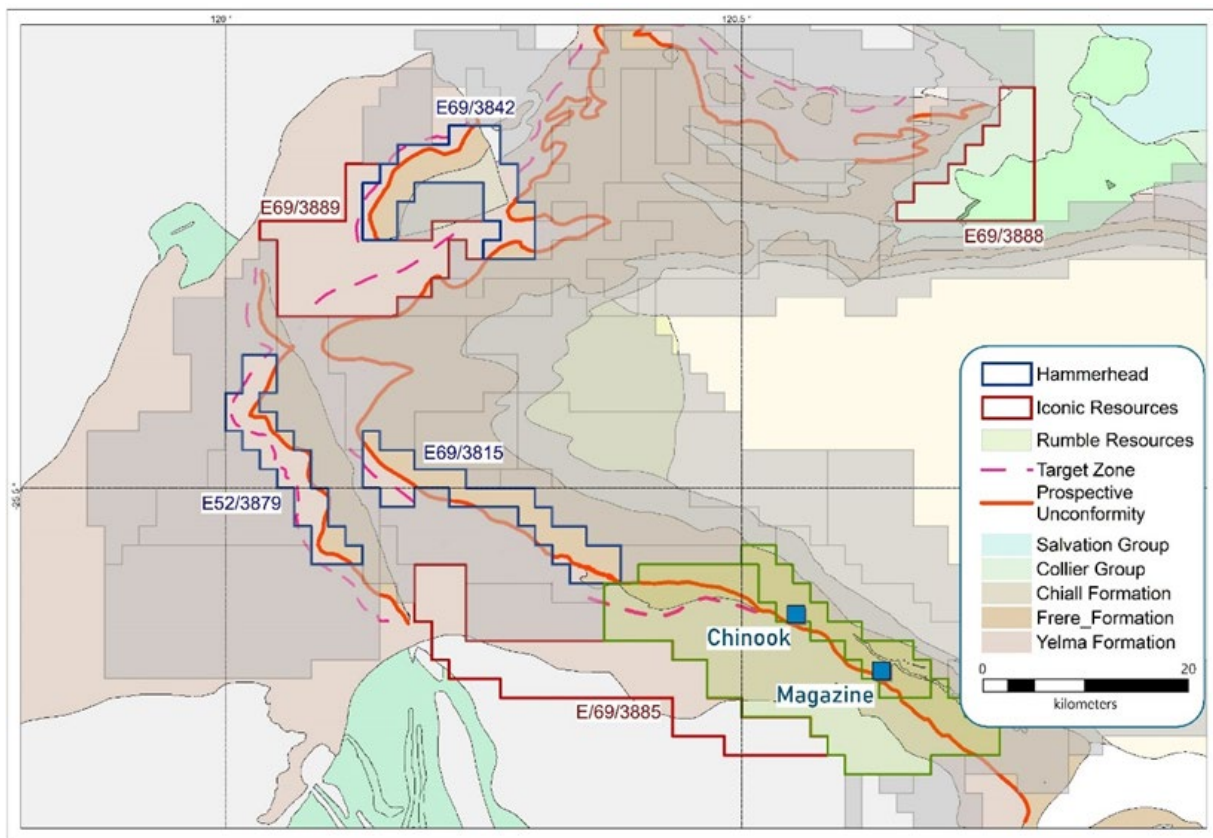 120°
120.5°
E69/3842
E69/3889
E69/3888
E69/3815
E52/3879
Chinook
Magazine
E/69/3885
Hammerhead
Iconic Resources
Rumble Resources
Target Zone
Prospective
Unconformity
Salvation Group
Collier Group
Chiall Formation
Frere_Formation
Yelma Formation
0
20
kilometers